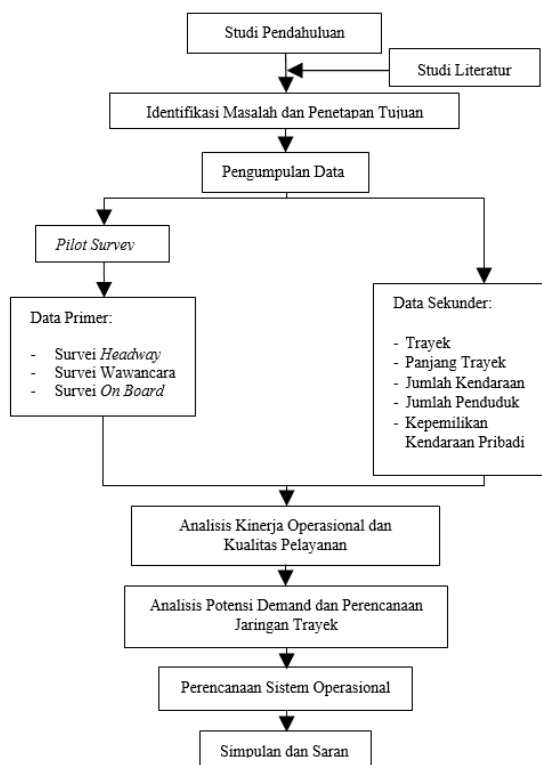 Studi Pendahuluan
Studi Literatur
Identifikasi Masalah dan Penetapan Tujuan
Pengumpulan Data
Pilot Survey
Data Primer:
- Survei Headway
- Survei Wawancara
- Survei On Board
Data Sekunder:
- Trayek
- Panjang Trayek
- Jumlah Kendaraan
- Jumlah Penduduk
- Kepemilikan
Kendaraan Pribadi
Analisis Kinerja Operasional dan
Kualitas Pelayanan
Analisis Potensi Demand dan Perencanaan
Jaringan Trayek
Perencanaan Sistem Operasional
Simpulan dan Saran